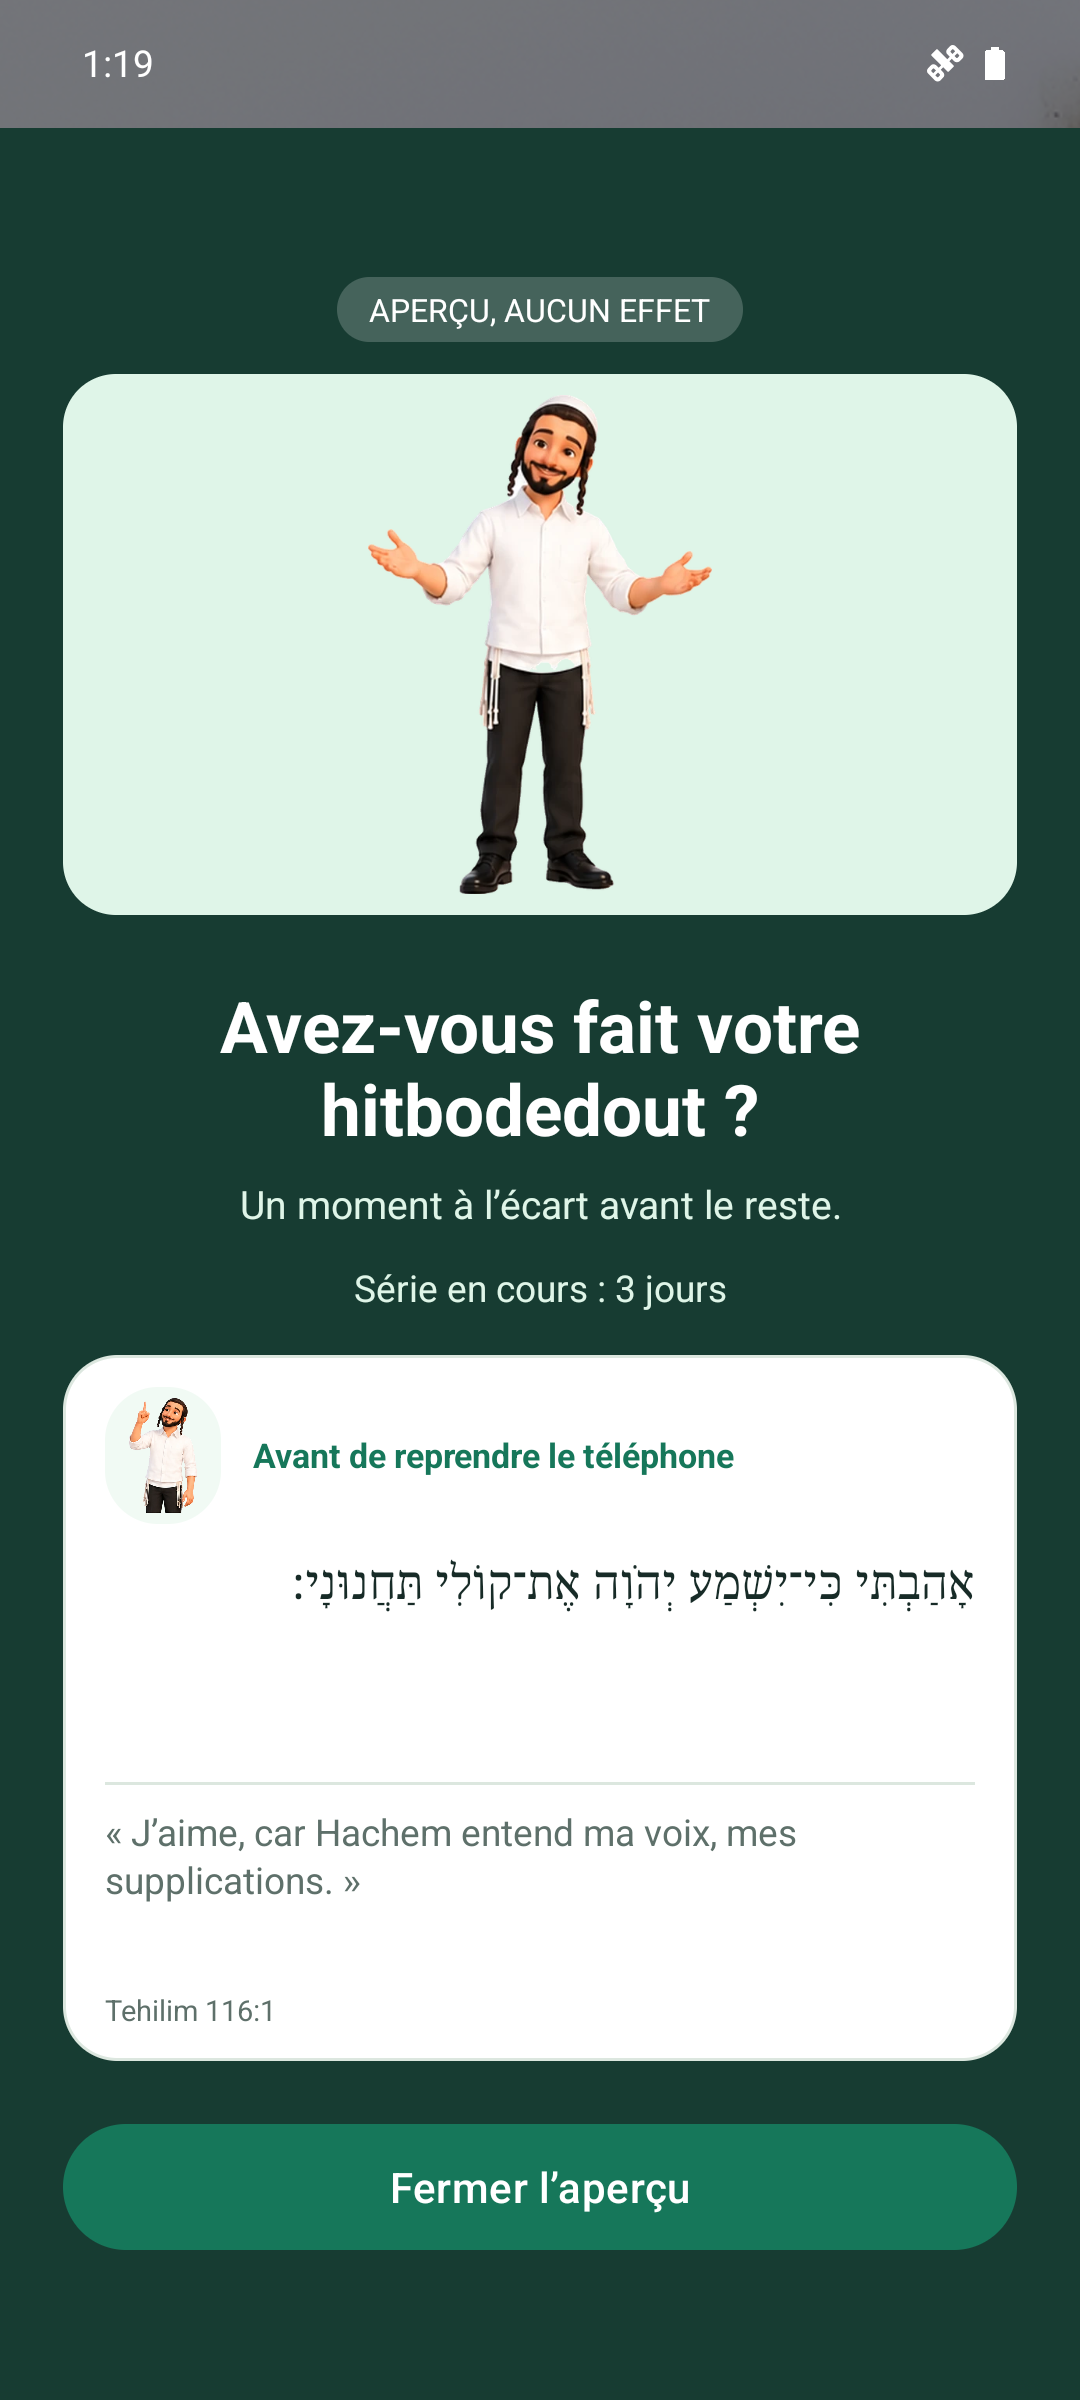 1:19
APERÇU, AUCUN EFFET
Avez-vous fait votre
hitbodedout ?
Un moment à l’écart avant le reste.
Série en cours : 3 jours
Avant de reprendre le téléphone
אָהַבְתִּי כִּי־יִשְׁמַע יְהֹוָה אֶת־קוֹלִי תַּחֲנוּנָי׃
« J’aime, car Hachem entend ma voix, mes
supplications. »
Tehilim 116:1
Fermer l’aperçu